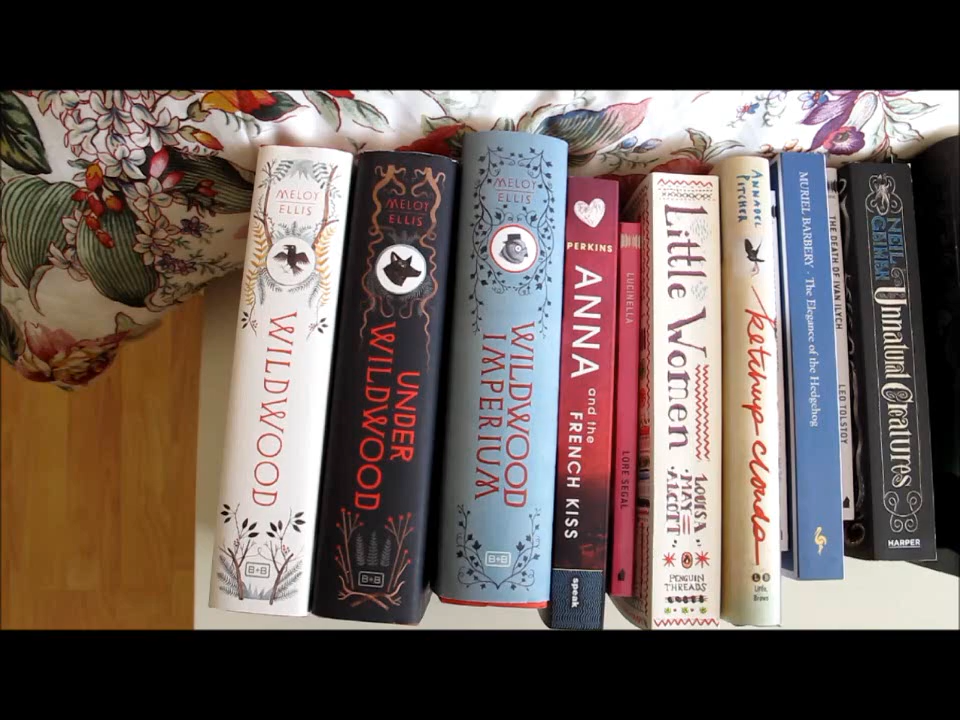 MELOY
ELLIS
WILDWOOD
B+B
MELOY
ELLIS
UNDER
WILDWOOD
B+B
MELOY
ELLIS
WILDWOOD
IMPERIUM
B+B
PERKINS
ANNA
and the
FRENCH KISS
speak
LUCINELLA
LORE SEGAL
Little Women
LOUISA
MAY
ALCOTT
PENGUIN
THREADS
ANNABEL
PITCHER
ketchup clouds
LB
Little, Brown
MURIEL BARBERY · The Elegance of the Hedgehog
THE DEATH OF IVAN ILYCH
LEO TOLSTOY
NEIL
GAIMAN
Unnatural Creatures
HARPER